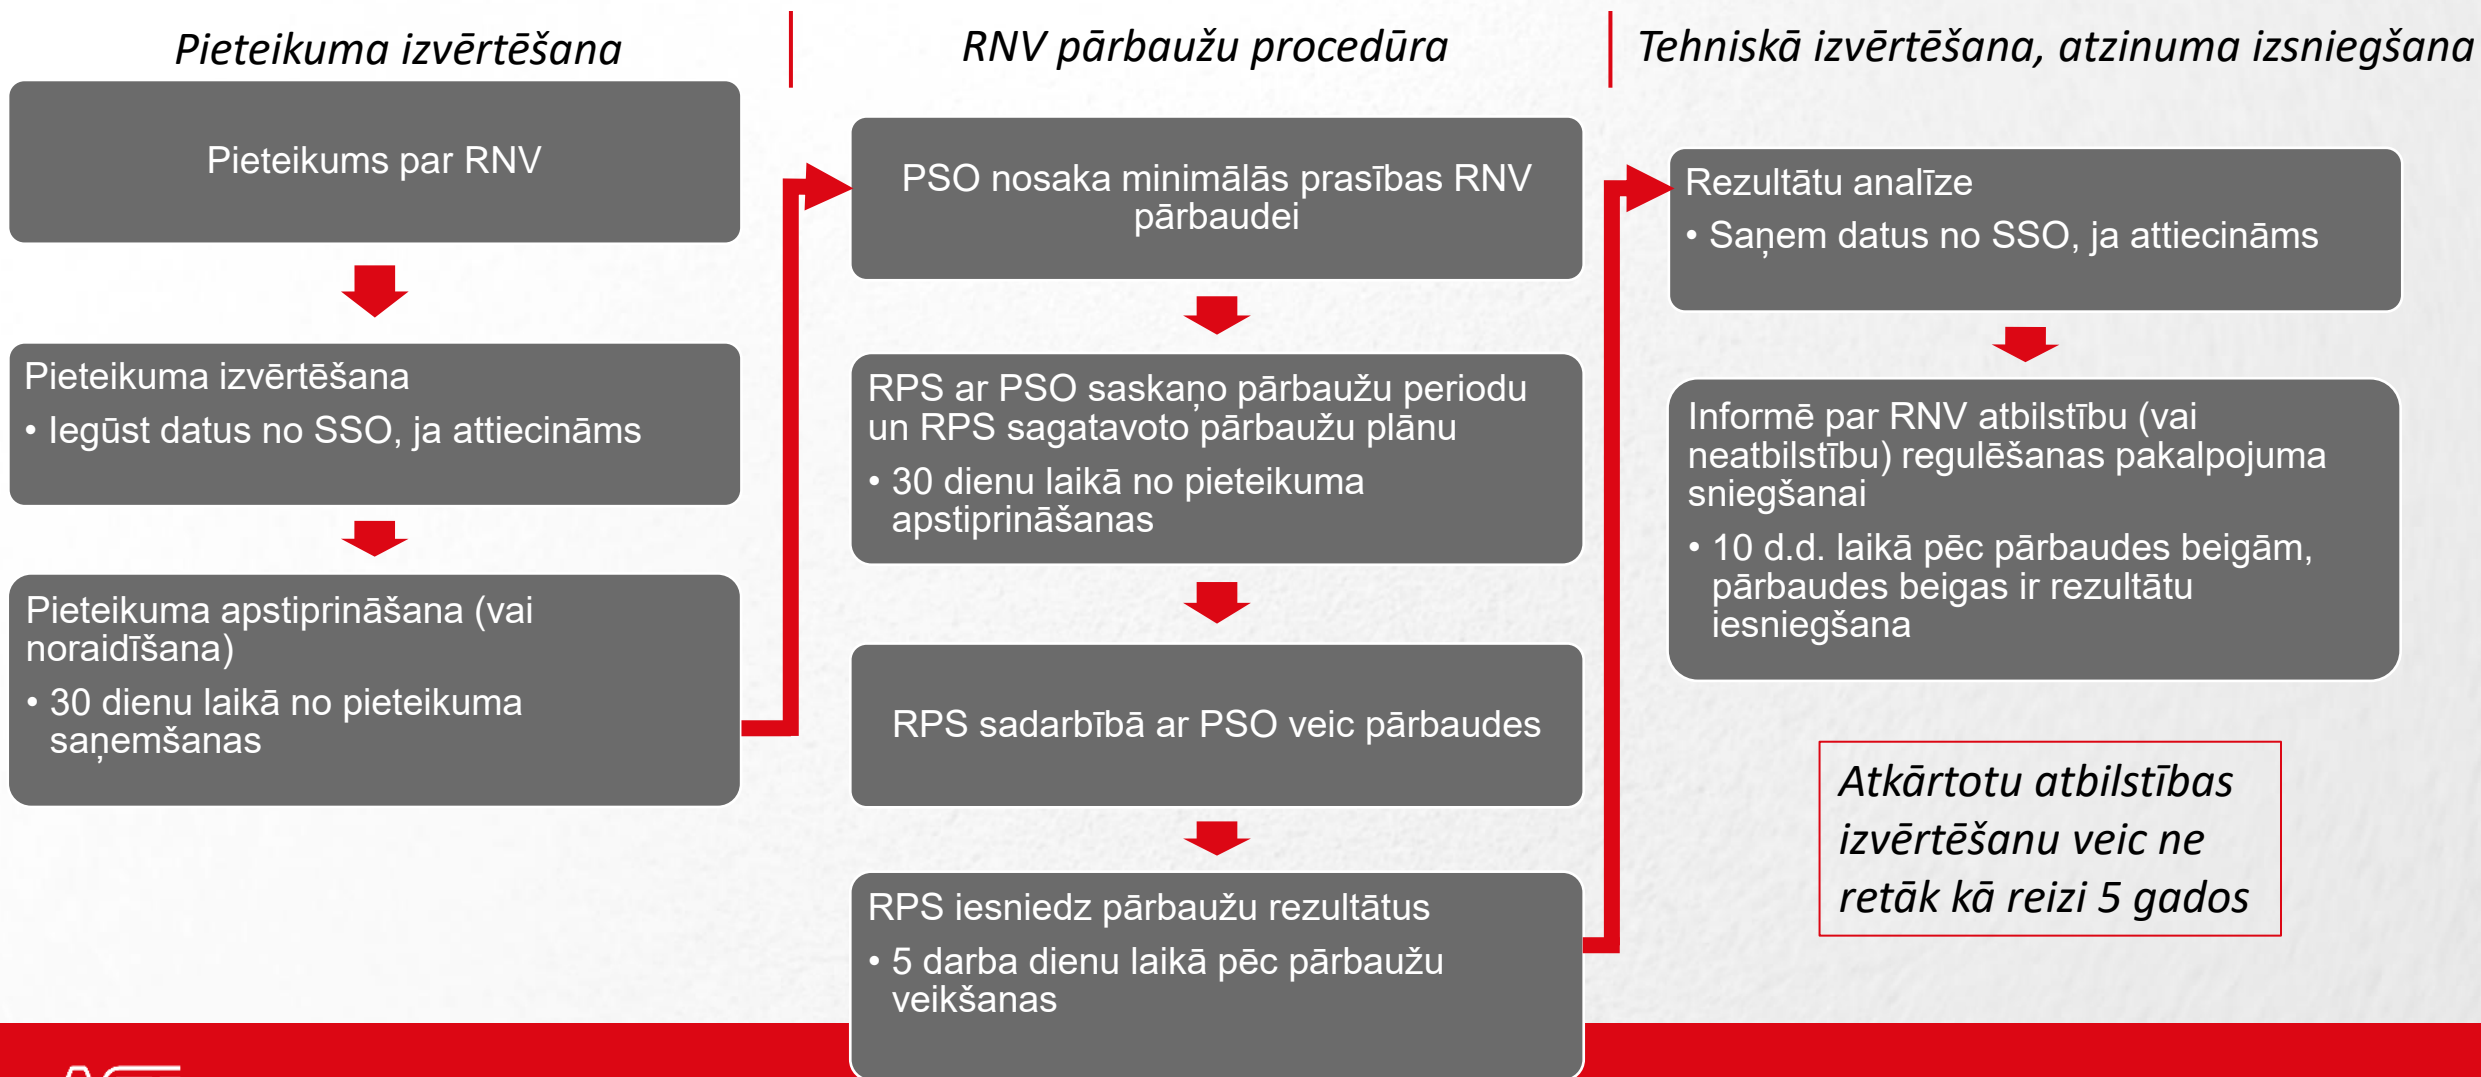 Pieteikuma izvērtēšana
Pieteikums par RNV
Pieteikuma izvērtēšana
• Iegūst datus no SSO, ja attiecināms
Pieteikuma apstiprināšana (vai
noraidīšana)
• 30 dienu laikā no pieteikuma
saņemšanas
RNV pārbaužu procedūra
PSO nosaka minimālās prasības RNV
pārbaudei
RPS ar PSO saskaņo pārbaužu periodu
un RPS sagatavoto pārbaužu plānu
• 30 dienu laikā no pieteikuma
apstiprināšanas
RPS sadarbībā ar PSO veic pārbaudes
RPS iesniedz pārbaužu rezultātus
• 5 darba dienu laikā pēc pārbaužu
veikšanas
Tehniskā izvērtēšana, atzinuma izsniegšana
Rezultātu analīze
• Saņem datus no SSO, ja attiecināms
Informē par RNV atbilstību (vai
neatbilstību) regulēšanas pakalpojuma
sniegšanai
• 10 d.d. laikā pēc pārbaudes beigām,
pārbaudes beigas ir rezultātu
iesniegšana
Atkārtotu atbilstības
izvērtēšanu veic ne
retāk kā reizi 5 gados